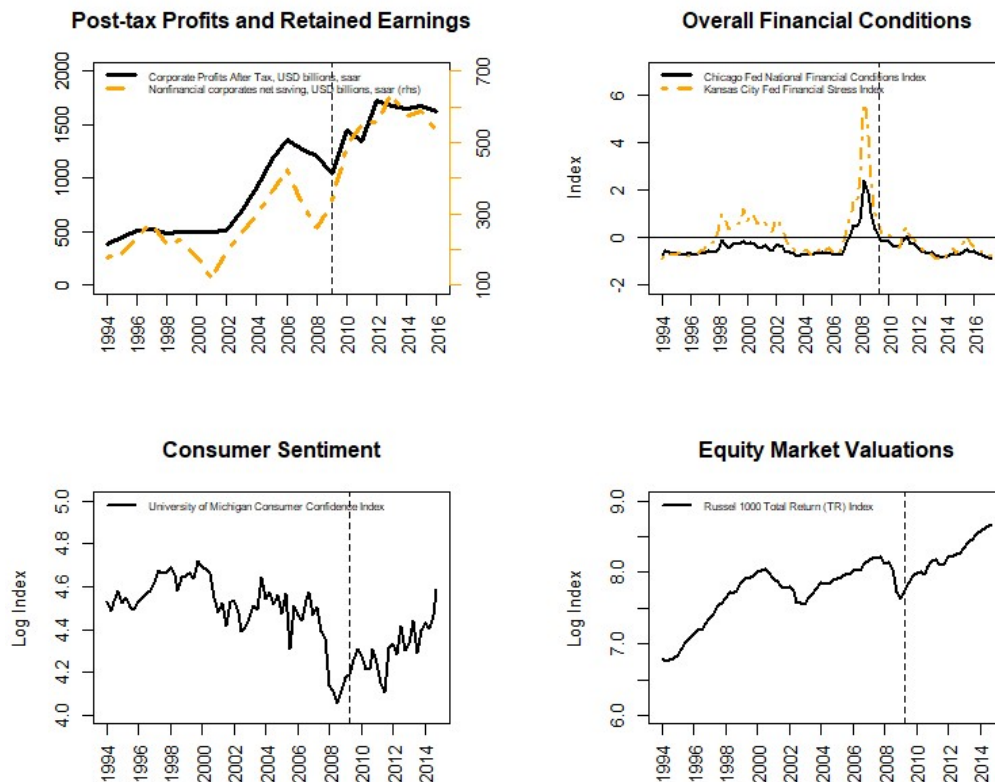 Post-tax Profits and Retained Earnings
Corporate Profits After Tax, USD billions, saar
Nonfinancial corporates net saving, USD billions, saar (rhs)
2000
1500
1000
500
0
700
500
300
100
1994 1996 1998 2000 2002 2004 2006 2008 2010 2012 2014 2016
Overall Financial Conditions
Chicago Fed National Financial Conditions Index
Kansas City Fed Financial Stress Index
Index
6
4
2
0
-2
1994 1996 1998 2000 2002 2004 2006 2008 2010 2012 2014 2016
Consumer Sentiment
University of Michigan Consumer Confidence Index
Log Index
5.0
4.8
4.6
4.4
4.2
4.0
1994 1996 1998 2000 2002 2004 2006 2008 2010 2012 2014
Equity Market Valuations
Russel 1000 Total Return (TR) Index
Log Index
9.0
8.0
7.0
6.0
1994 1996 1998 2000 2002 2004 2006 2008 2010 2012 2014